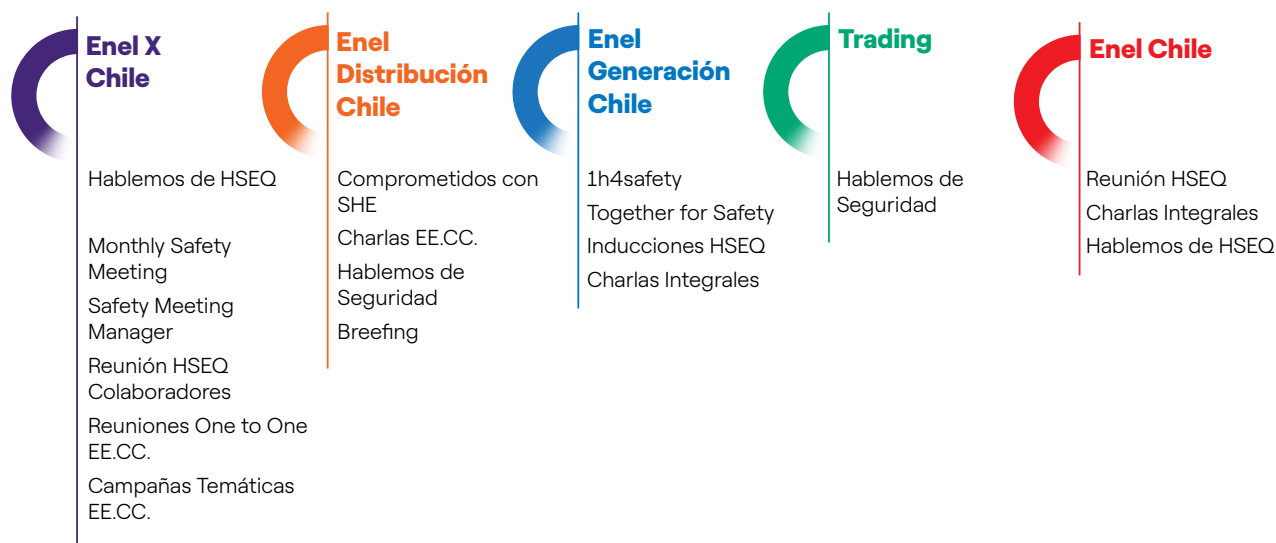 Enel X
Chile
Hablemos de HSEQ
Monthly Safety
Meeting
Safety Meeting
Manager
Reunión HSEQ
Colaboradores
Reuniones One to One
EE.CC.
Campañas Temáticas
EE.CC.
Enel
Distribución
Chile
Comprometidos con
SHE
Charlas EE.CC.
Hablemos de
Seguridad
Breefing
Enel
Generación
Chile
1h4safety
Together for Safety
Inducciones HSEQ
Charlas Integrales
Trading
Hablemos de
Seguridad
Enel Chile
Reunión HSEQ
Charlas Integrales
Hablemos de HSEQ